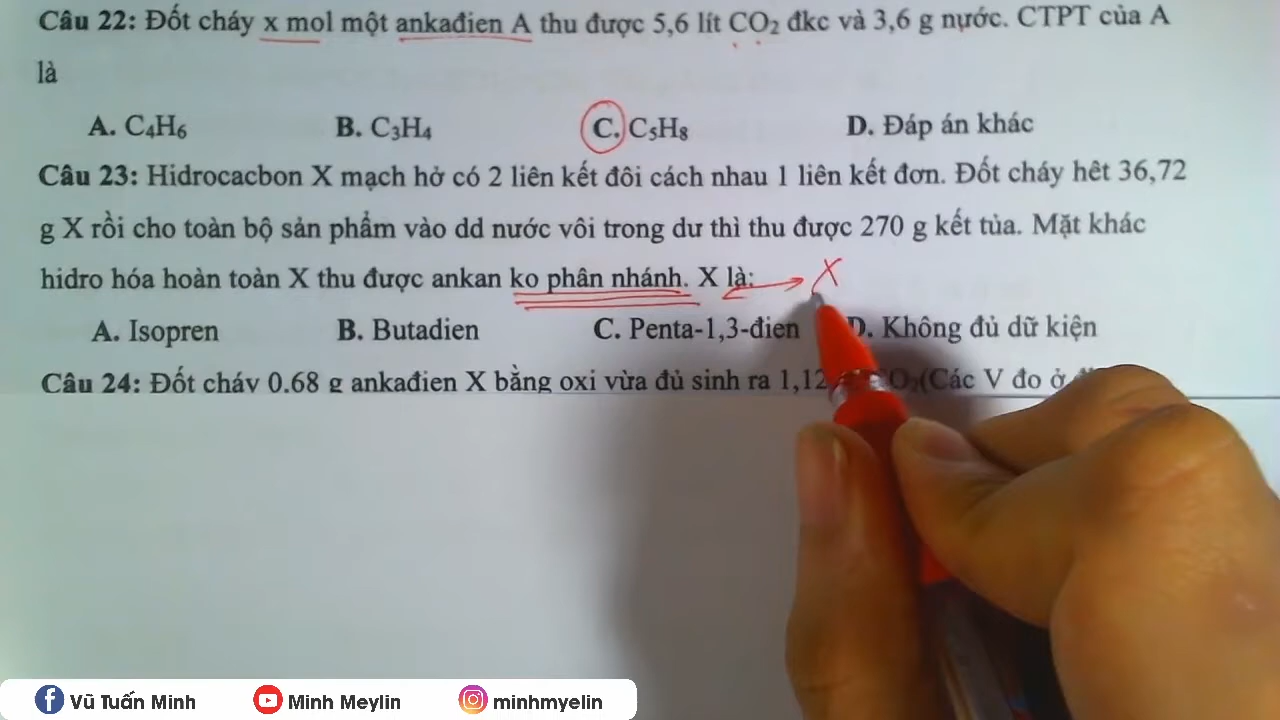 Câu 22: Đốt cháy x mol một ankađien A thu được 5,6 lít CO₂ đkc và 3,6 g nước. CTPT của A
là
A. C₄H₆ B. C₃H₄ C. C₅H₈ D. Đáp án khác
Câu 23: Hidrocacbon X mạch hở có 2 liên kết đôi cách nhau 1 liên kết đơn. Đốt cháy hêt 36,72
g X rồi cho toàn bộ sản phẩm vào dd nước vôi trong dư thì thu được 270 g kết tủa. Mặt khác
hidro hóa hoàn toàn X thu được ankan ko phân nhánh. X là: X
A. Isopren B. Butadien C. Penta-1,3-đien D. Không đủ dữ kiện
Câu 24: Đốt cháy 0.68 g ankađien X bằng oxi vừa đủ sinh ra 1,12 CO₂(Các V đo ở
Vũ Tuấn Minh Minh Meylin minhmyelin